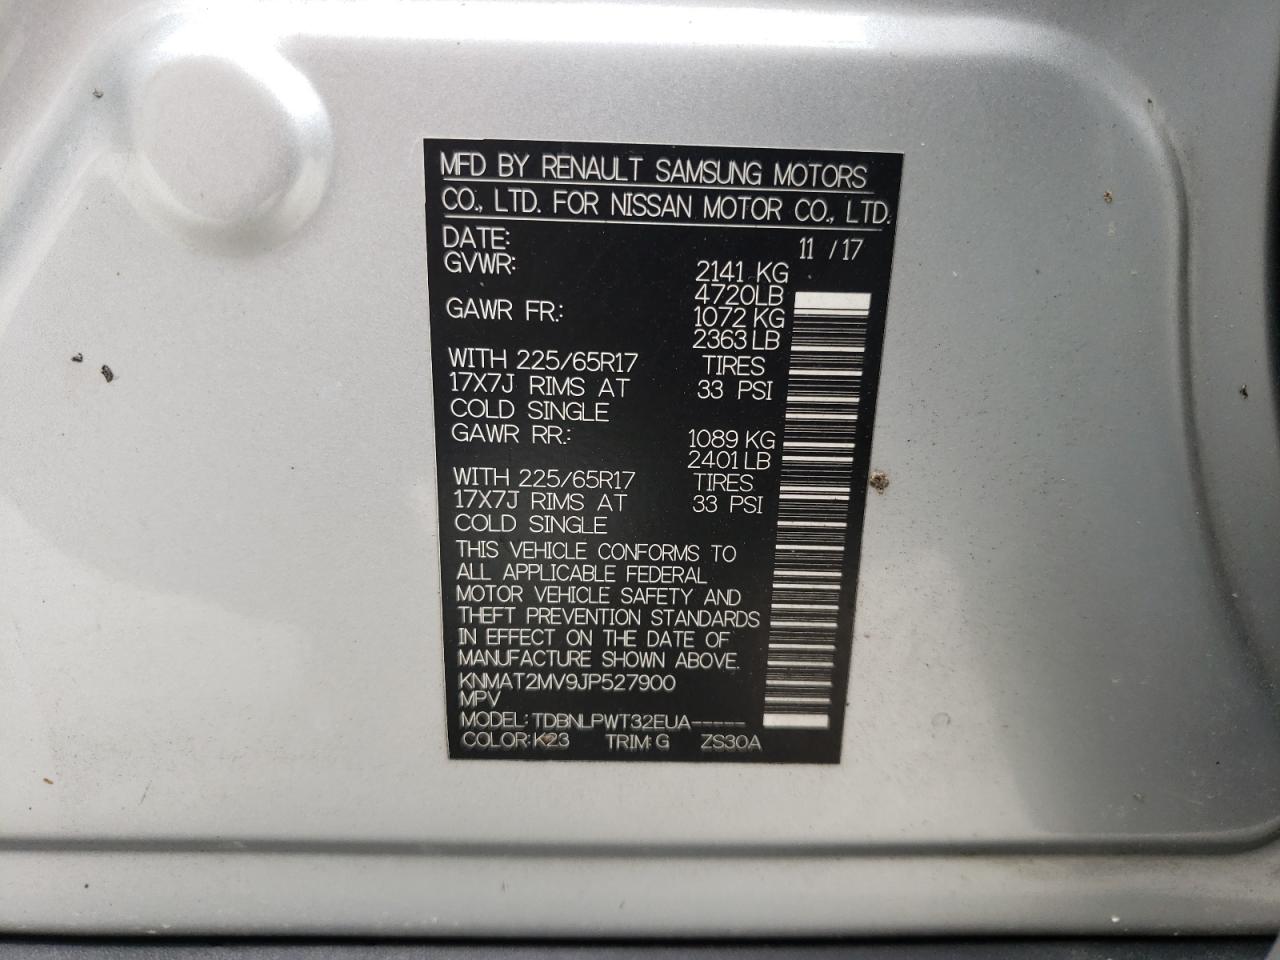 MFD BY RENAULT SAMSUNG MOTORS
CO., LTD. FOR NISSAN MOTOR CO., LTD.
DATE: 11 / 17
GVWR: 2141 KG
4720LB
GAWR FR.: 1072 KG
2363 LB
WITH 225/65R17 TIRES
17X7J RIMS AT 33 PSI
COLD SINGLE
GAWR RR.: 1089 KG
2401 LB
WITH 225/65R17 TIRES
17X7J RIMS AT 33 PSI
COLD SINGLE
THIS VEHICLE CONFORMS TO
ALL APPLICABLE FEDERAL
MOTOR VEHICLE SAFETY AND
THEFT PREVENTION STANDARDS
IN EFFECT ON THE DATE OF
MANUFACTURE SHOWN ABOVE.
KNMAT2MV9JP527900
MPV
MODEL: TDBNLPWT32EUA-----
COLOR: K23 TRIM: G ZS30A